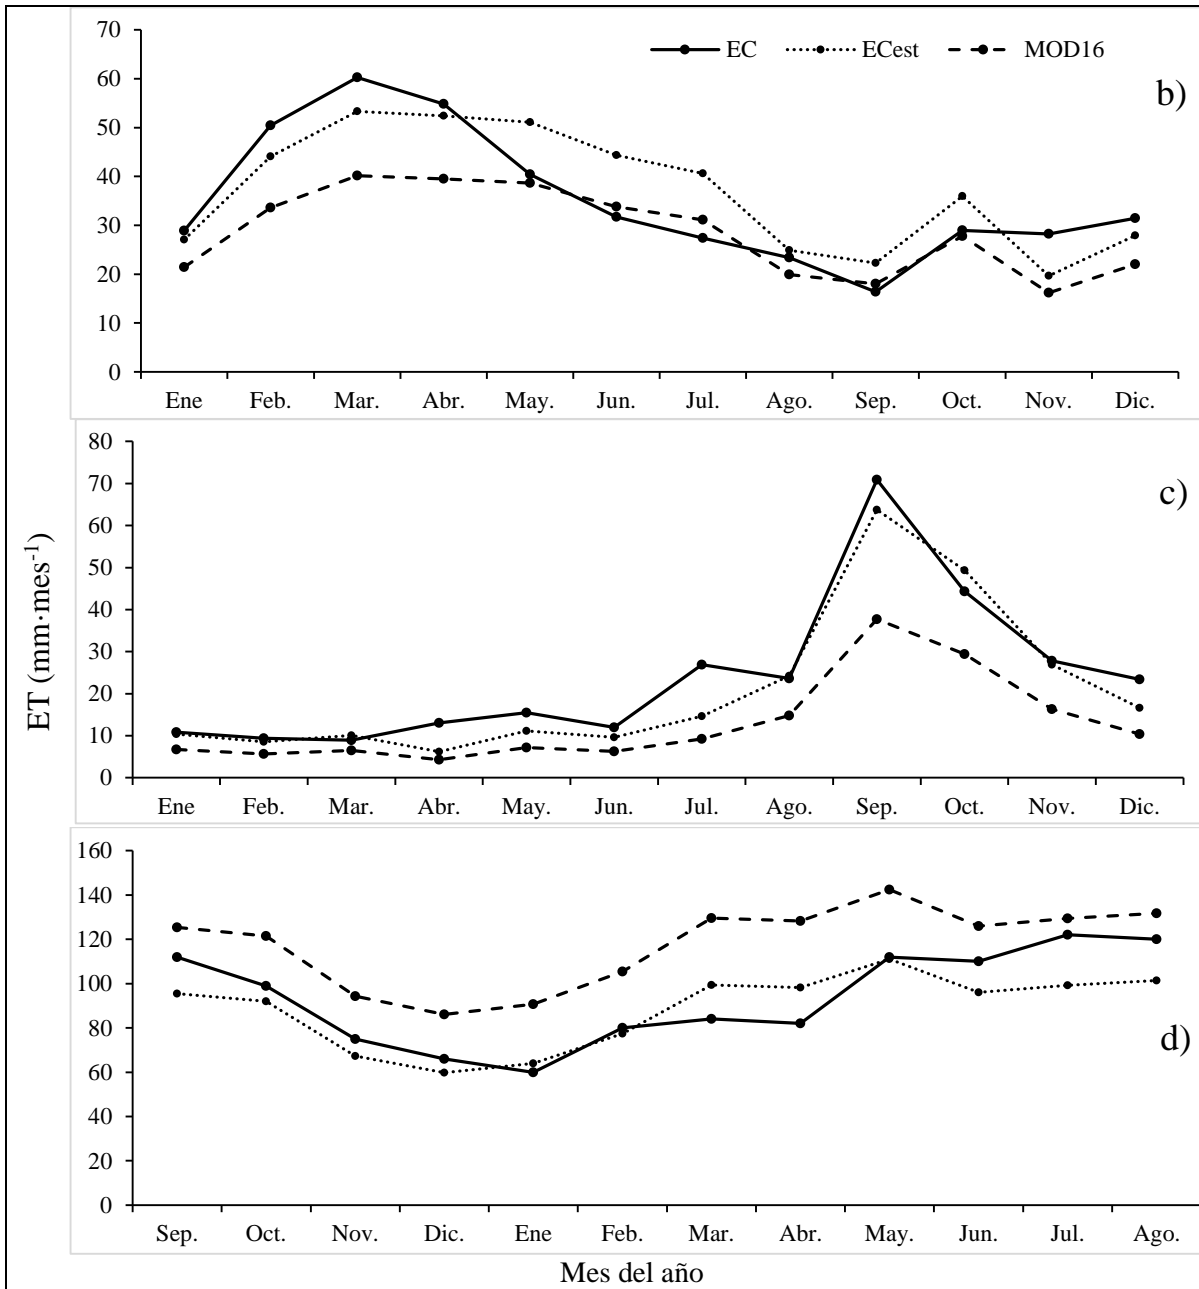 70
60
50
40
30
20
10
0
EC ECest MOD16
b)
Ene Feb. Mar. Abr. May. Jun. Jul. Ago. Sep. Oct. Nov. Dic.
80
70
60
50
40
30
20
10
0
c)
Ene Feb. Mar. Abr. May. Jun. Jul. Ago. Sep. Oct. Nov. Dic.
ET (mm·mes⁻¹)
160
140
120
100
80
60
40
20
0
d)
Sep. Oct. Nov. Dic. Ene Feb. Mar. Abr. May. Jun. Jul. Ago.
Mes del año